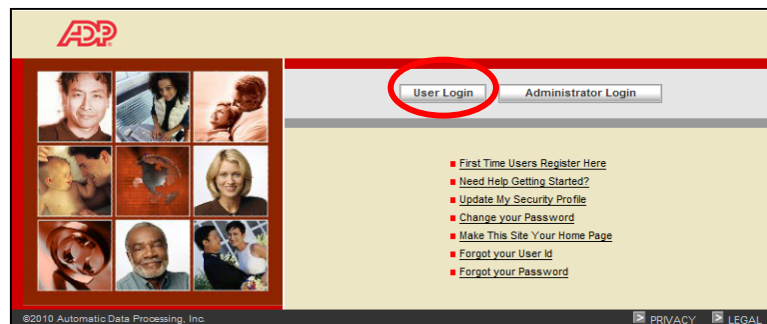 ADP
User Login Administrator Login
First Time Users Register Here
Need Help Getting Started?
Update My Security Profile
Change your Password
Make This Site Your Home Page
Forgot your User Id
Forgot your Password
©2010 Automatic Data Processing, Inc. PRIVACY LEGAL